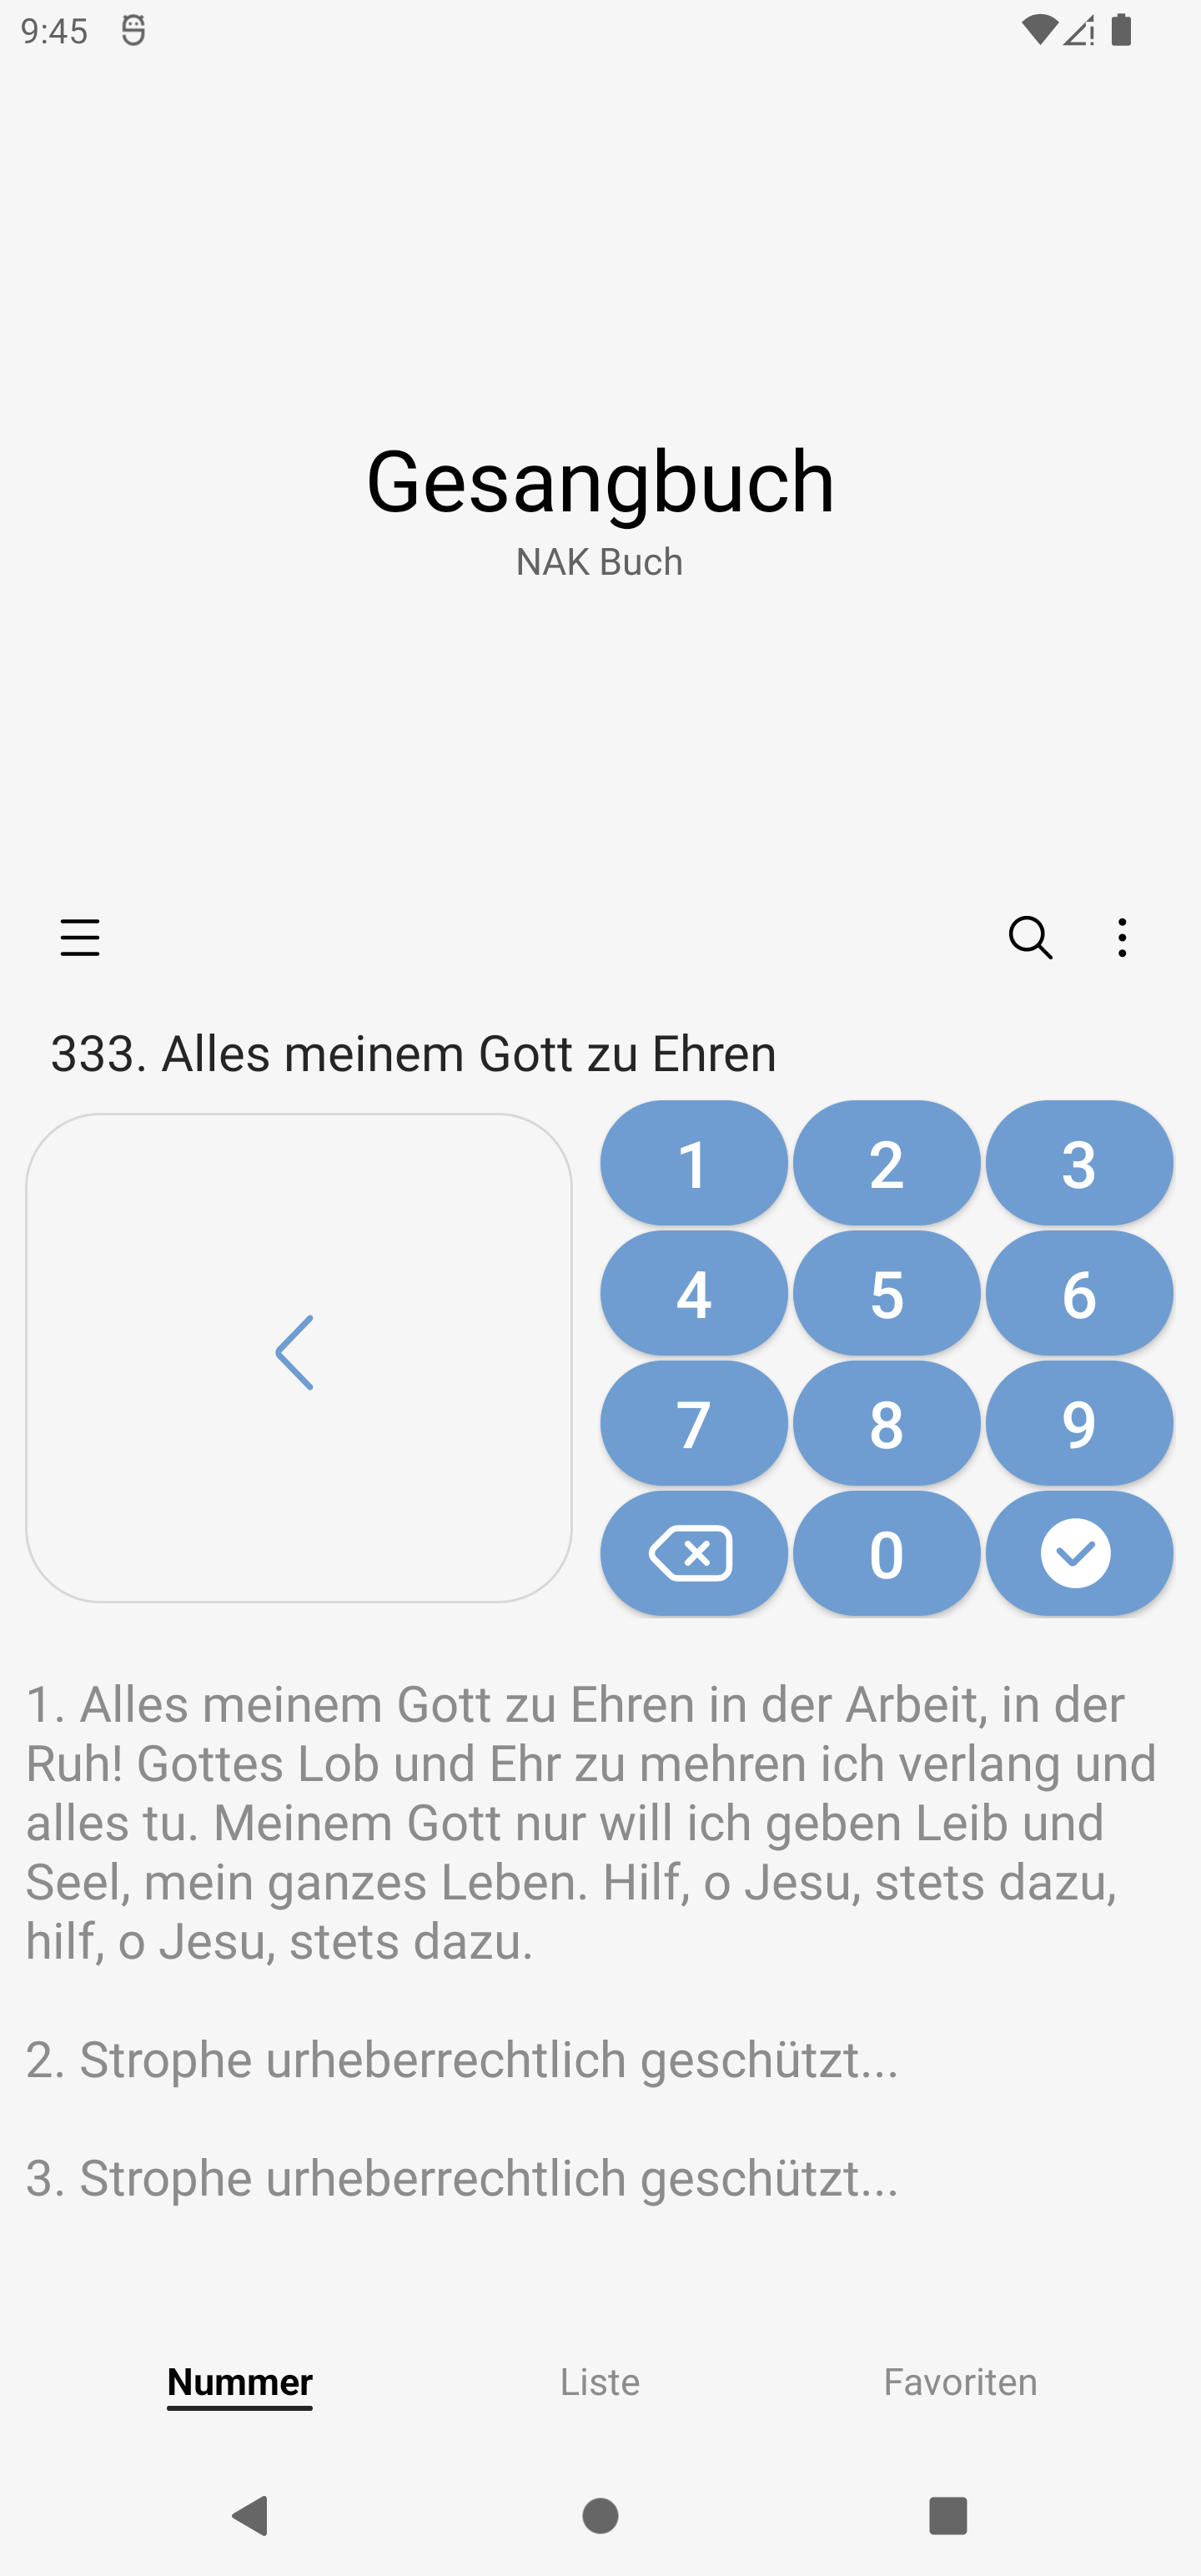 9:45
Gesangbuch
NAK Buch
333. Alles meinem Gott zu Ehren
1 2 3
4 5 6
7 8 9
0
1. Alles meinem Gott zu Ehren in der Arbeit, in der
Ruh! Gottes Lob und Ehr zu mehren ich verlang und
alles tu. Meinem Gott nur will ich geben Leib und
Seel, mein ganzes Leben. Hilf, o Jesu, stets dazu,
hilf, o Jesu, stets dazu.
2. Strophe urheberrechtlich geschützt...
3. Strophe urheberrechtlich geschützt...
Nummer Liste Favoriten